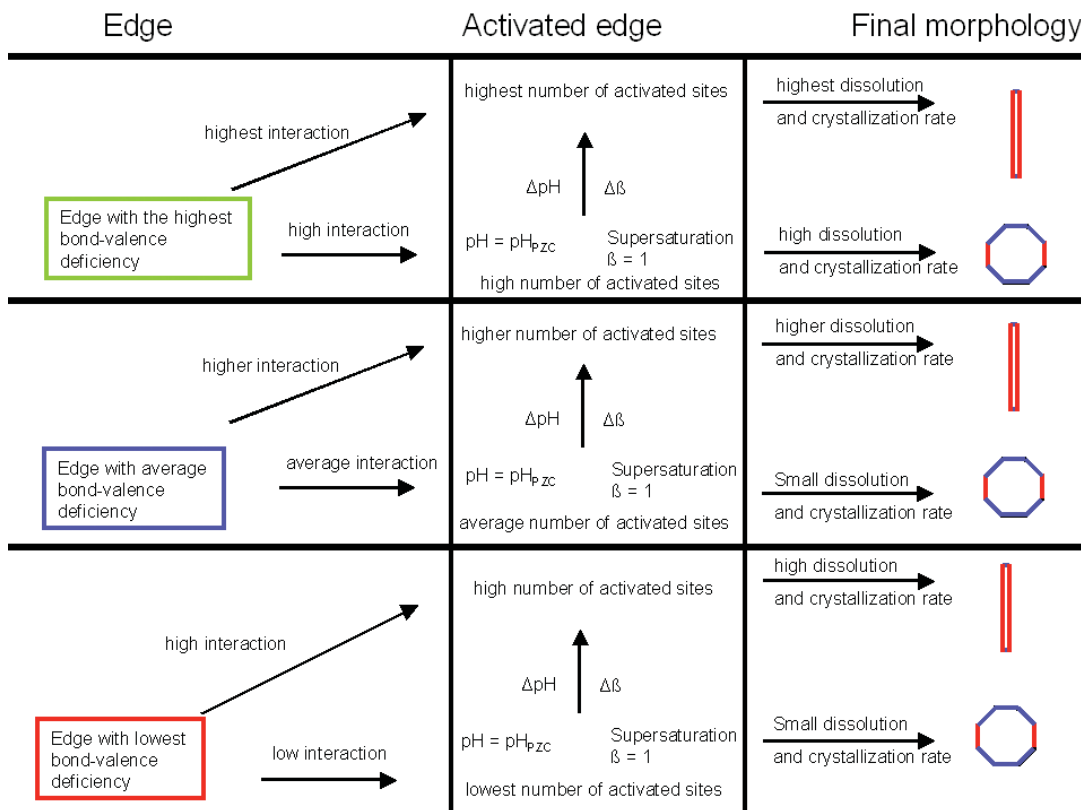 Edge
Activated edge
Final morphology
highest interaction
Edge with the highest
bond-valence
deficiency
high interaction
highest number of activated sites
ΔpH
Δß
pH = pHPZC
Supersaturation
ß = 1
high number of activated sites
highest dissolution
and crystallization rate
high dissolution
and crystallization rate
higher interaction
Edge with average
bond-valence
deficiency
average interaction
higher number of activated sites
ΔpH
Δß
pH = pHPZC
Supersaturation
ß = 1
average number of activated sites
higher dissolution
and crystallization rate
Small dissolution
and crystallization rate
high interaction
Edge with lowest
bond-valence
deficiency
low interaction
high number of activated sites
ΔpH
Δß
pH = pHPZC
Supersaturation
ß = 1
lowest number of activated sites
high dissolution
and crystallization rate
Small dissolution
and crystallization rate